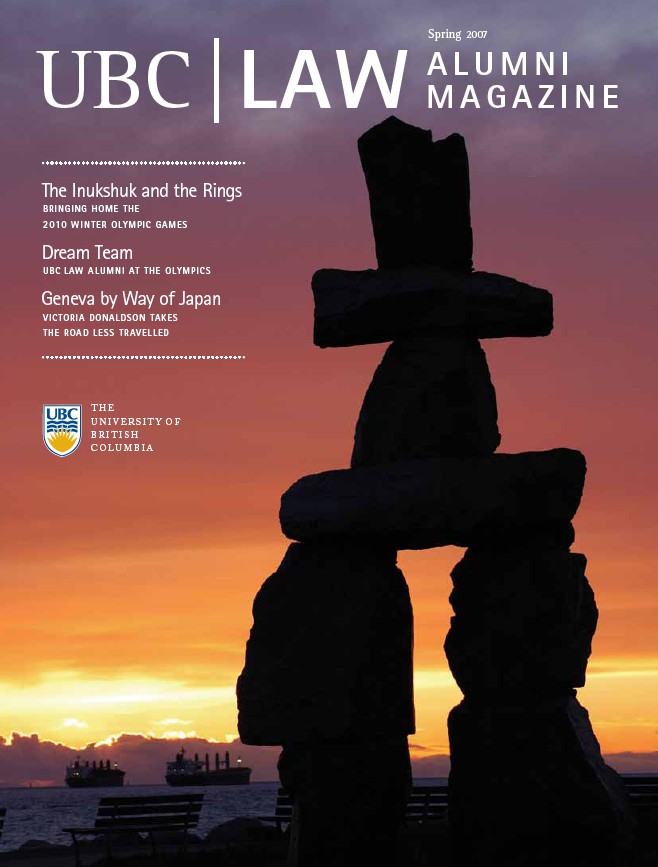 Spring 2007
UBC LAW ALUMNI
MAGAZINE
The Inukshuk and the Rings
BRINGING HOME THE
2010 WINTER OLYMPIC GAMES
Dream Team
UBC LAW ALUMNI AT THE OLYMPICS
Geneva by Way of Japan
VICTORIA DONALDSON TAKES
THE ROAD LESS TRAVELLED
UBC
THE
UNIVERSITY OF
BRITISH
COLUMBIA